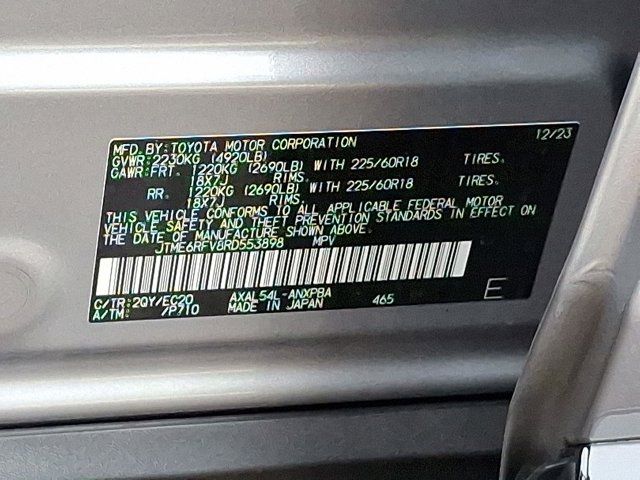 MFD.BY:TOYOTA MOTOR CORPORATION 12/23
GVWR:2230KG (4920LB)
GAWR:FRT. 1220KG (2690LB) WITH 225/60R18 TIRES.
18X7J RIMS.
RR. 1220KG (2690LB) WITH 225/60R18 TIRES.
18X7J RIMS.
THIS VEHICLE CONFORMS TO ALL APPLICABLE FEDERAL MOTOR
VEHICLE SAFETY AND THEFT PREVENTION STANDARDS IN EFFECT ON
THE DATE OF MANUFACTURE SHOWN ABOVE.
JTME6RFV8RD553898 MPV
C/TR:2QY/EC20 AXAL54L-ANXPBA 465 E
A/TM: /P710 MADE IN JAPAN